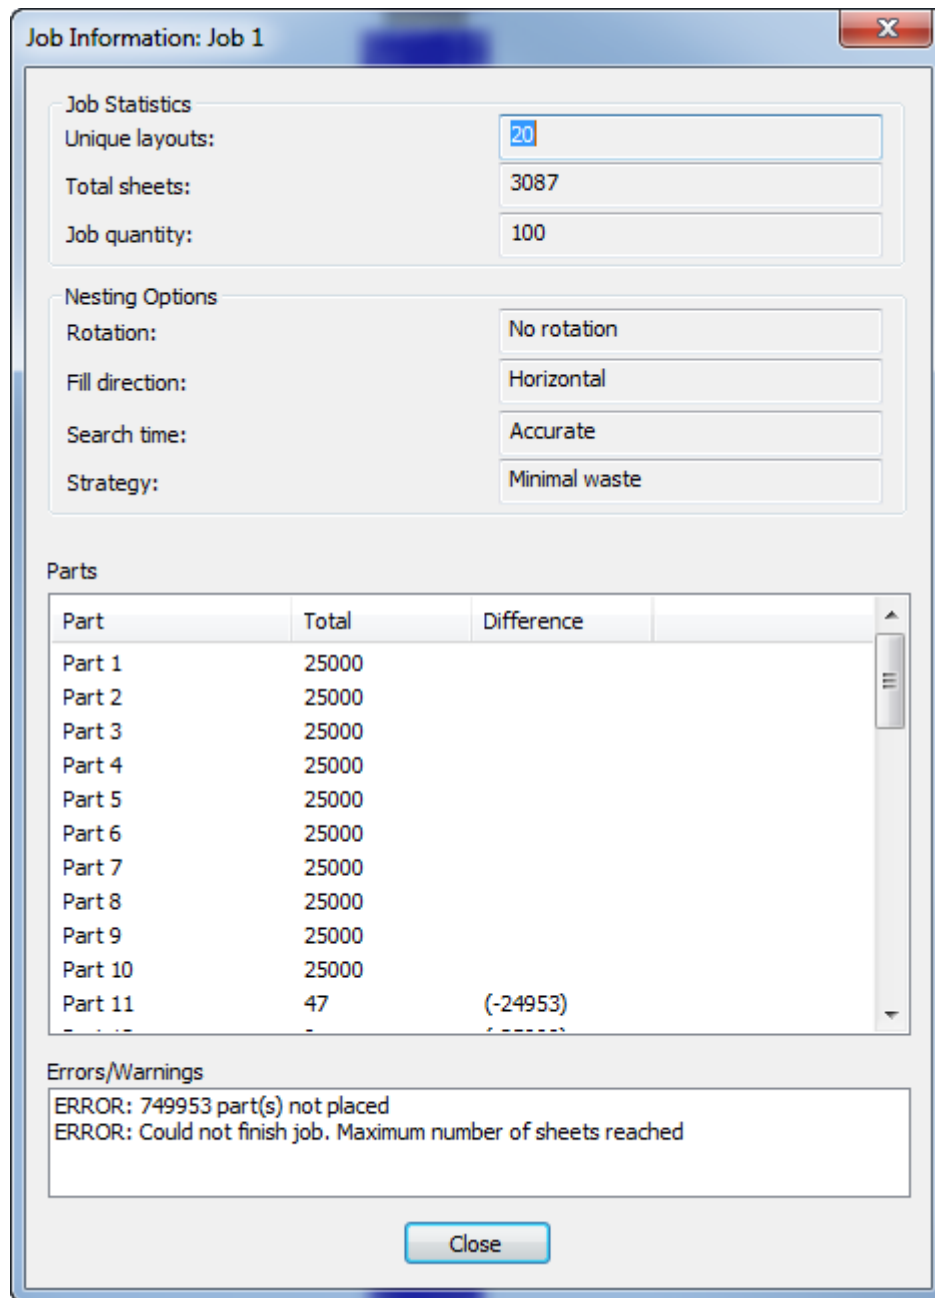 Job Information: Job 1
Job Statistics
Unique layouts: 20
Total sheets: 3087
Job quantity: 100
Nesting Options
Rotation: No rotation
Fill direction: Horizontal
Search time: Accurate
Strategy: Minimal waste
Parts
Part Total Difference
Part 1 25000
Part 2 25000
Part 3 25000
Part 4 25000
Part 5 25000
Part 6 25000
Part 7 25000
Part 8 25000
Part 9 25000
Part 10 25000
Part 11 47 (-24953)
Errors/Warnings
ERROR: 749953 part(s) not placed
ERROR: Could not finish job. Maximum number of sheets reached
Close